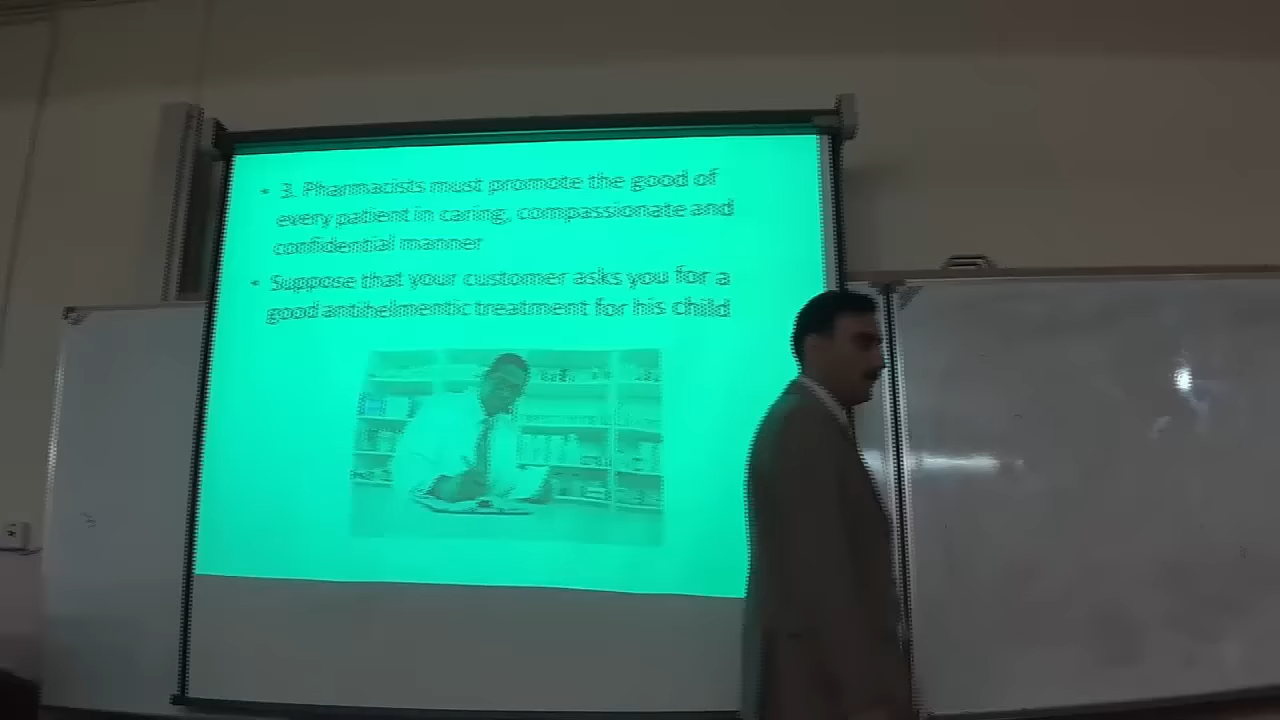 • 3. Pharmacists must promote the good of
every patient in caring, compassionate and
confidential manner
• Suppose that your customer asks you for a
good antihelmentic treatment for his child